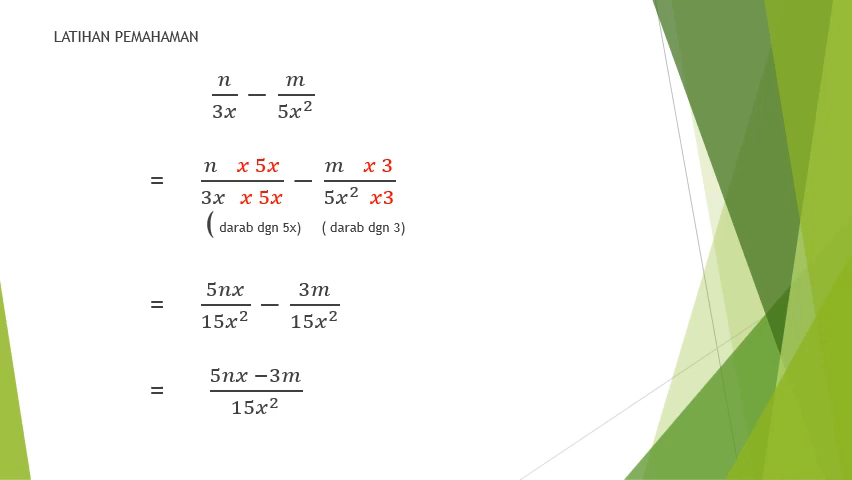 LATIHAN PEMAHAMAN
n/3x − m/5x²
= n x 5x / 3x x 5x − m x 3 / 5x² x3
( darab dgn 5x) ( darab dgn 3)
= 5nx/15x² − 3m/15x²
= 5nx −3m / 15x²